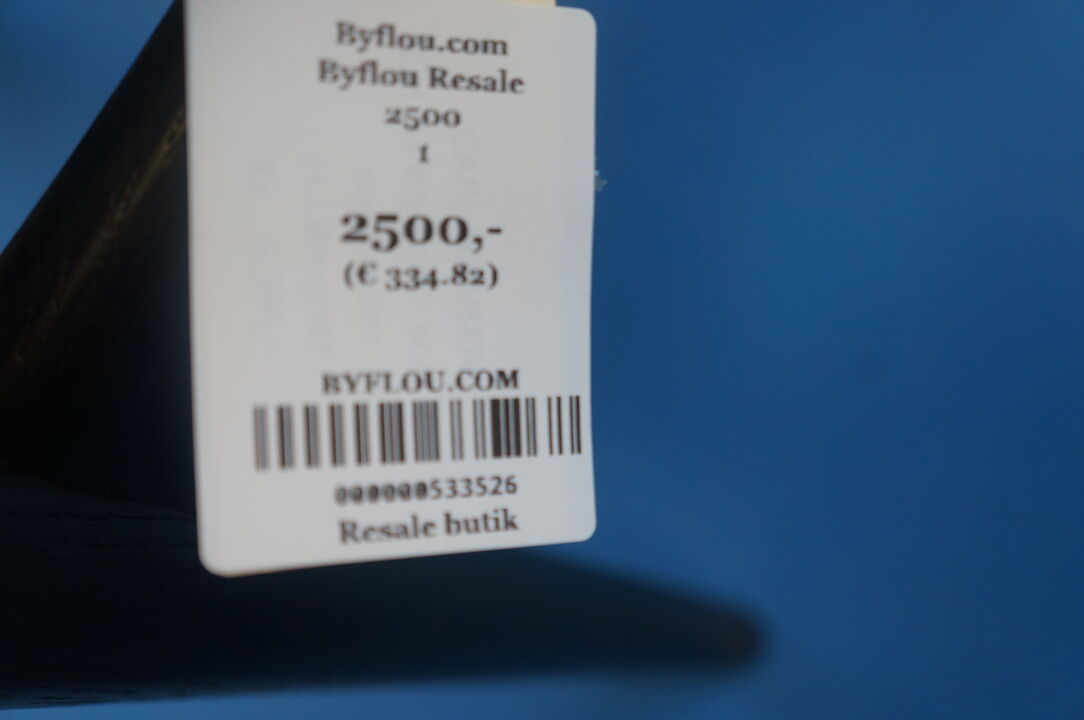 Byflou.com
Byflou Resale
2500
1
2500,-
(€ 334.82)
BYFLOU.COM
000000533526
Resale butik